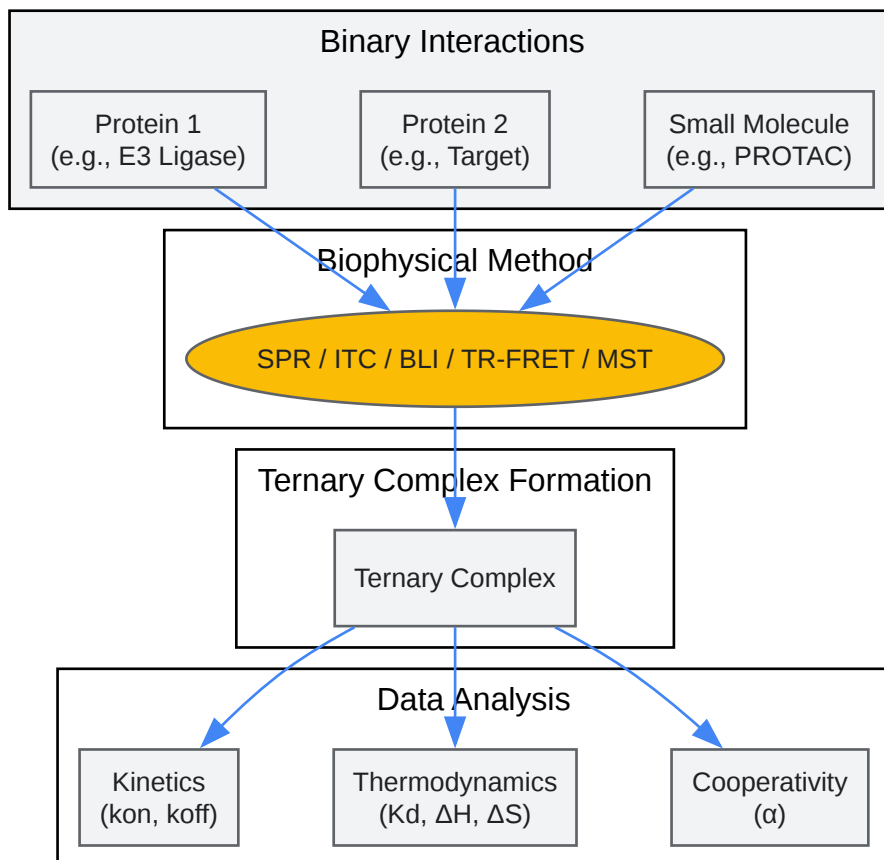 Binary Interactions
Protein 1
(e.g., E3 Ligase)
Protein 2
(e.g., Target)
Small Molecule
(e.g., PROTAC)
Biophysical Method
SPR / ITC / BLI / TR-FRET / MST
Ternary Complex Formation
Ternary Complex
Data Analysis
Kinetics
(kon, koff)
Thermodynamics
(Kd, ΔH, ΔS)
Cooperativity
(α)